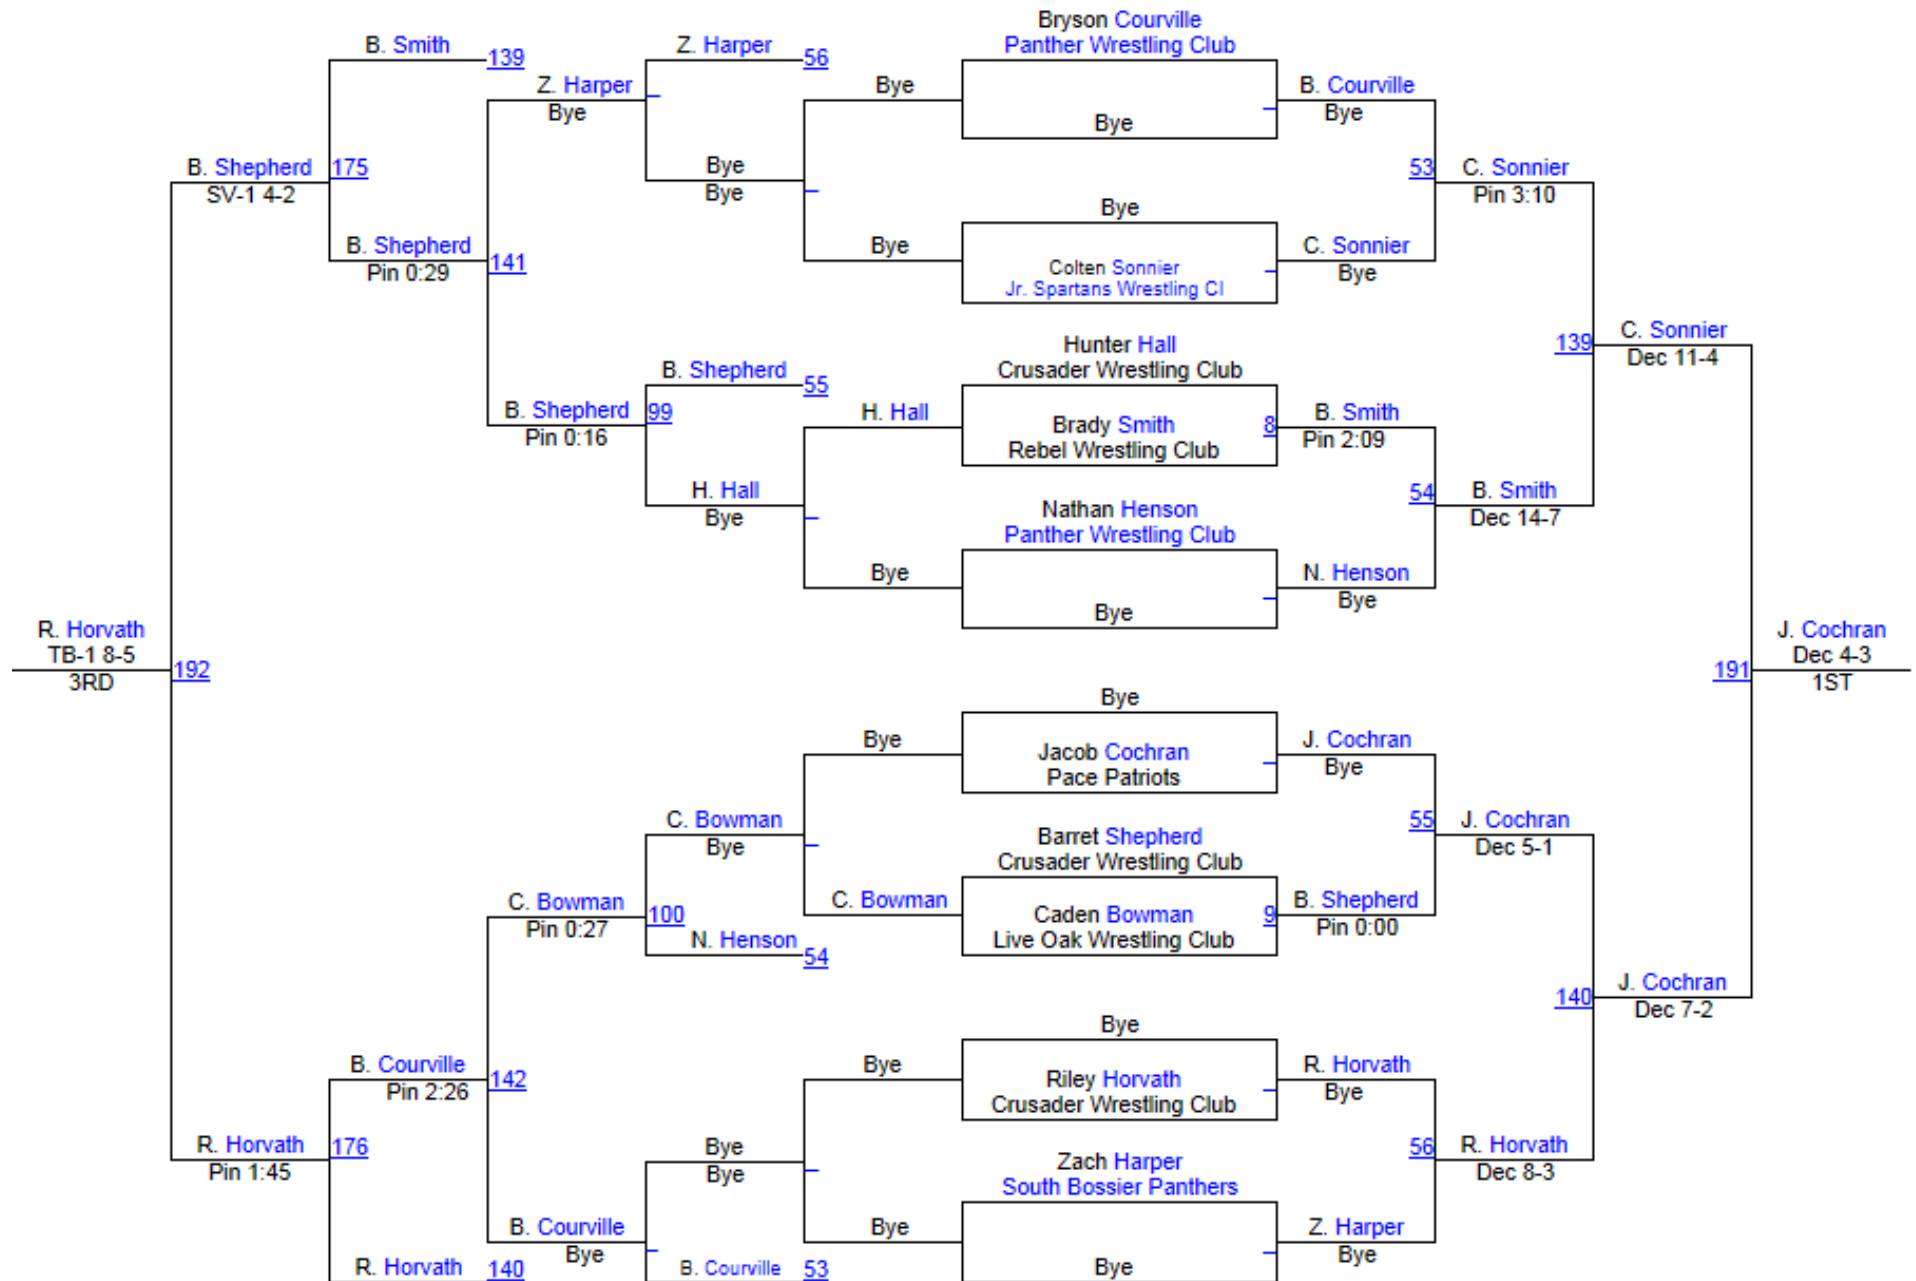 Bryson Courville
B. Smith
Z. Harper
Panther Wrestling Club
139
56
Z. Harper
Bye
B. Courville
Bye
Bye
Bye
B. Shepherd
175
Bye
53
C. Sonnier
SV-1 4-2
Bye
Pin 3:10
Bye
B. Shepherd
141
Bye
C. Sonnier
Pin 0:29
Colten Sonnier
Bye
Jr. Spartans Wrestling Cl
139
C. Sonnier
Hunter Hall
Dec 11-4
B. Shepherd
55
Crusader Wrestling Club
B. Shepherd
99
H. Hall
Brady Smith
8
B. Smith
Pin 0:16
Rebel Wrestling Club
Pin 2:09
H. Hall
54
B. Smith
Bye
Nathan Henson
Dec 14-7
Panther Wrestling Club
Bye
N. Henson
Bye
Bye
R. Horvath
J. Cochran
TB-1 8-5
192
191
Dec 4-3
3RD
1ST
Bye
Bye
Jacob Cochran
J. Cochran
Pace Patriots
Bye
C. Bowman
55
J. Cochran
Bye
Barret Shepherd
Dec 5-1
Crusader Wrestling Club
C. Bowman
100
C. Bowman
Caden Bowman
9
B. Shepherd
Pin 0:27
Live Oak Wrestling Club
Pin 0:00
N. Henson
54
140
J. Cochran
Dec 7-2
Bye
B. Courville
142
Bye
Riley Horvath
R. Horvath
Pin 2:26
Crusader Wrestling Club
Bye
R. Horvath
176
Bye
56
R. Horvath
Pin 1:45
Bye
Zach Harper
Dec 8-3
South Bossier Panthers
B. Courville
Bye
Z. Harper
Bye
Bye
R. Horvath
140
B. Courville
53
Bye